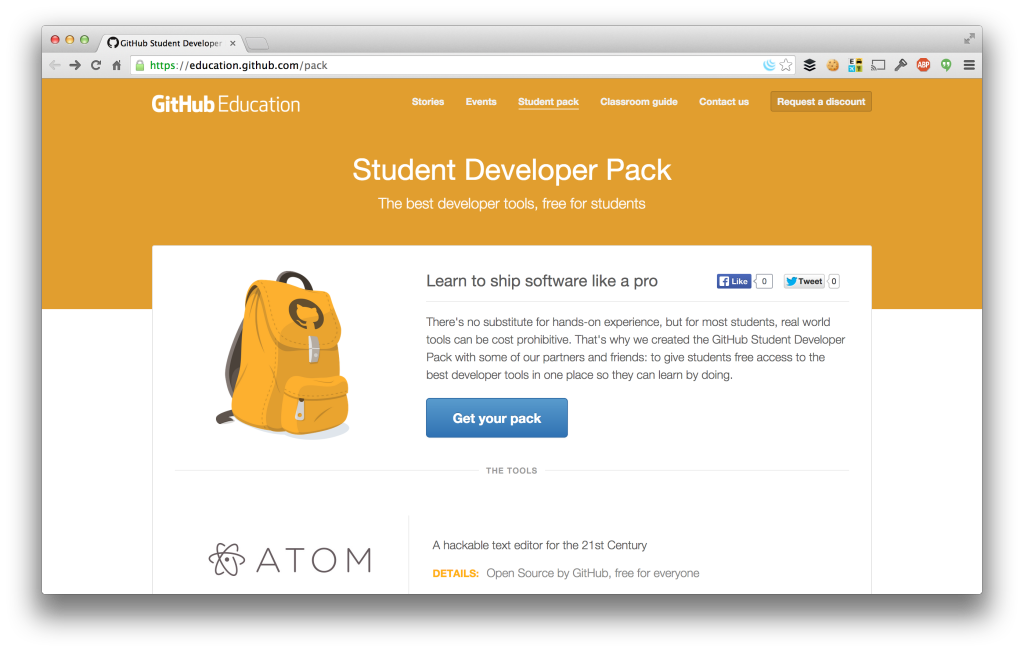 GitHub Student Developer
https://education.github.com/pack
ABP
GitHub Education
Stories
Events
Student pack
Classroom guide
Contact us
Request a discount
Student Developer Pack
The best developer tools, free for students
Learn to ship software like a pro
Like
0
Tweet
0
There's no substitute for hands-on experience, but for most students, real world
tools can be cost prohibitive. That's why we created the GitHub Student Developer
Pack with some of our partners and friends: to give students free access to the
best developer tools in one place so they can learn by doing.
Get your pack
THE TOOLS
ATOM
A hackable text editor for the 21st Century
DETAILS: Open Source by GitHub, free for everyone